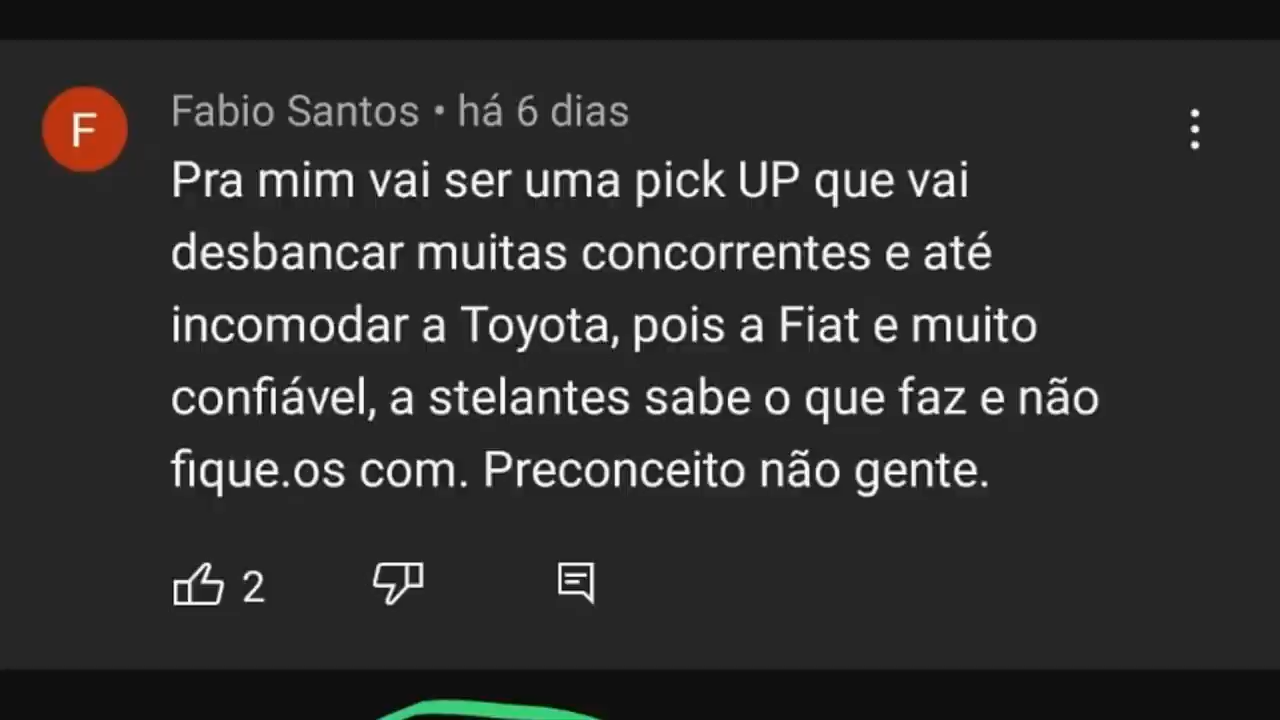 F
Fabio Santos • há 6 dias
Pra mim vai ser uma pick UP que vai
desbancar muitas concorrentes e até
incomodar a Toyota, pois a Fiat e muito
confiável, a stelantes sabe o que faz e não
fique.os com. Preconceito não gente.
2